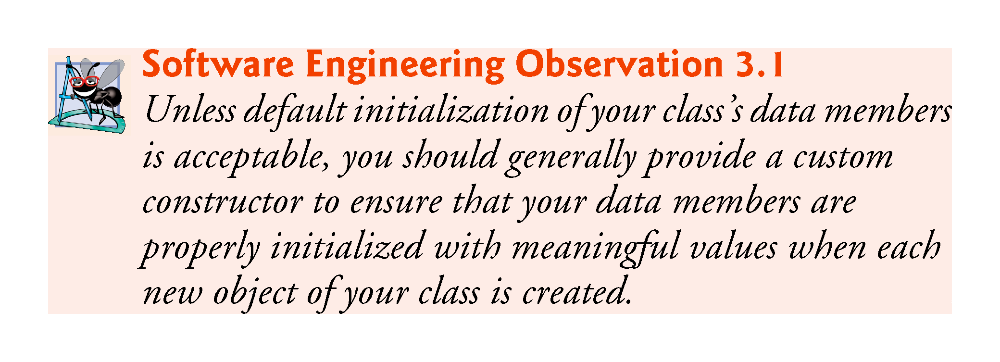 Software Engineering Observation 3.1
Unless default initialization of your class’s data members
is acceptable, you should generally provide a custom
constructor to ensure that your data members are
properly initialized with meaningful values when each
new object of your class is created.